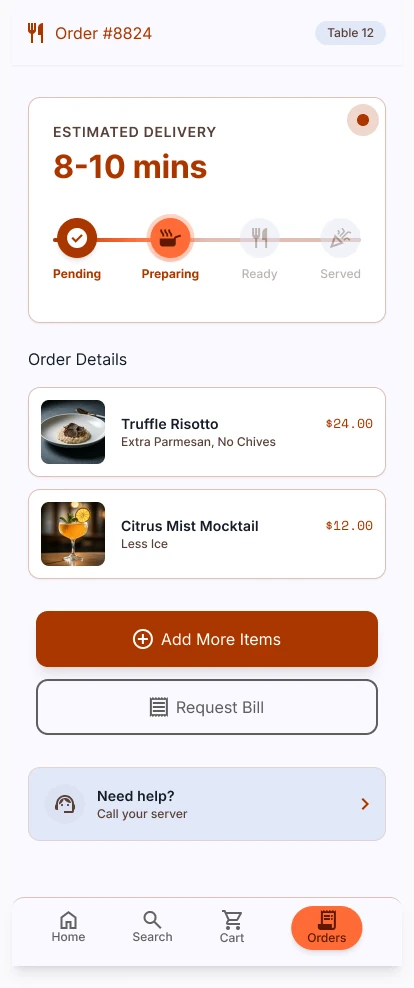 Order #8824
Table 12
ESTIMATED DELIVERY
8-10 mins
Pending
Preparing
Ready
Served
Order Details
Truffle Risotto
$24.00
Extra Parmesan, No Chives
Citrus Mist Mocktail
$12.00
Less Ice
Add More Items
Request Bill
Need help?
Call your server
Home
Search
Cart
Orders